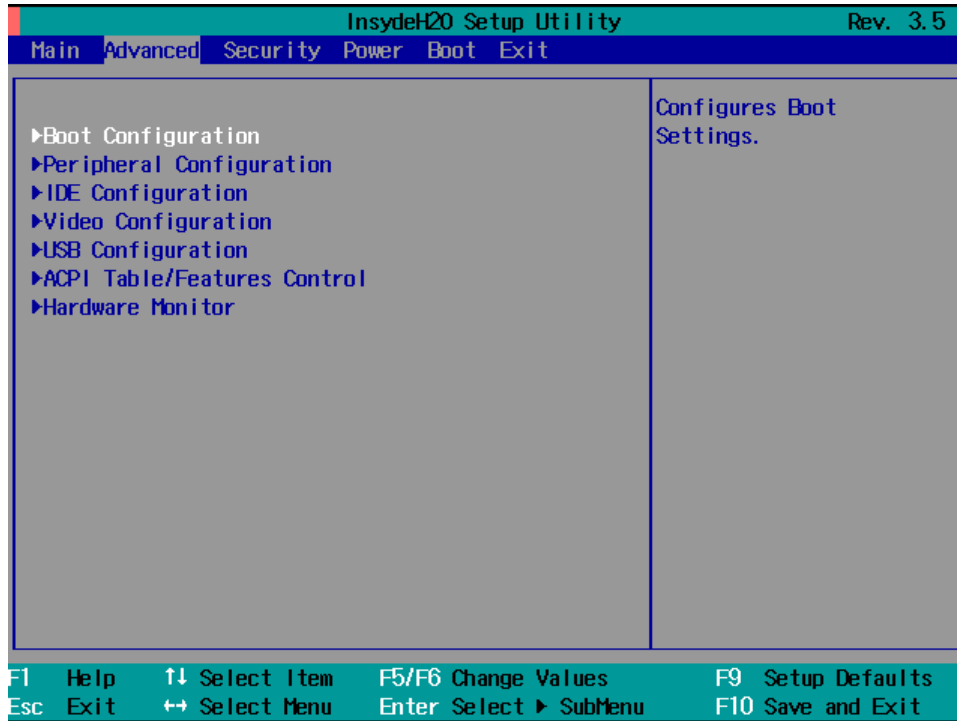 InsydeH2O Setup Utility Rev. 3.5
Main Advanced Security Power Boot Exit
Configures Boot
Settings.
▶Boot Configuration
▶Peripheral Configuration
▶IDE Configuration
▶Video Configuration
▶USB Configuration
▶ACPI Table/Features Control
▶Hardware Monitor
F1 Help ↑↓ Select Item F5/F6 Change Values F9 Setup Defaults
Esc Exit ↔ Select Menu Enter Select ▶ SubMenu F10 Save and Exit